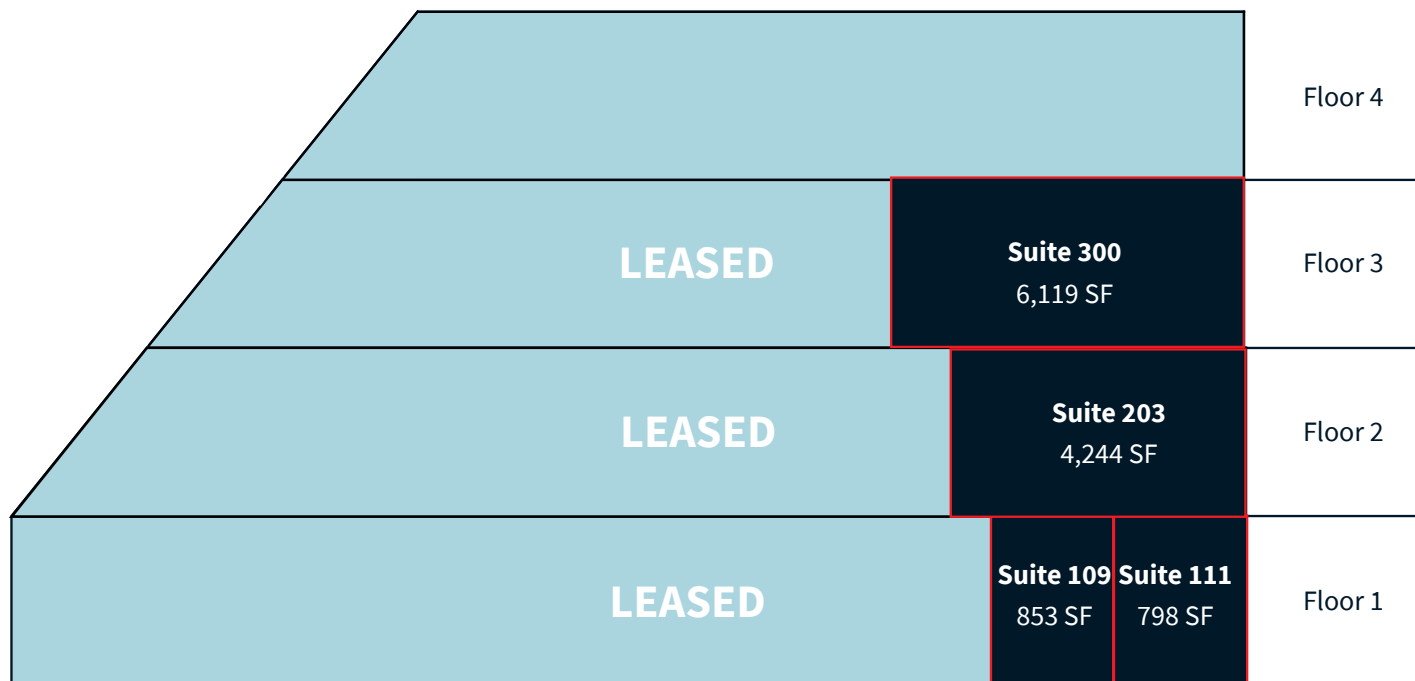 Floor 4
LEASED
Suite 300
6,119 SF
Floor 3
LEASED
Suite 203
4,244 SF
Floor 2
LEASED
Suite 109
853 SF
Suite 111
798 SF
Floor 1